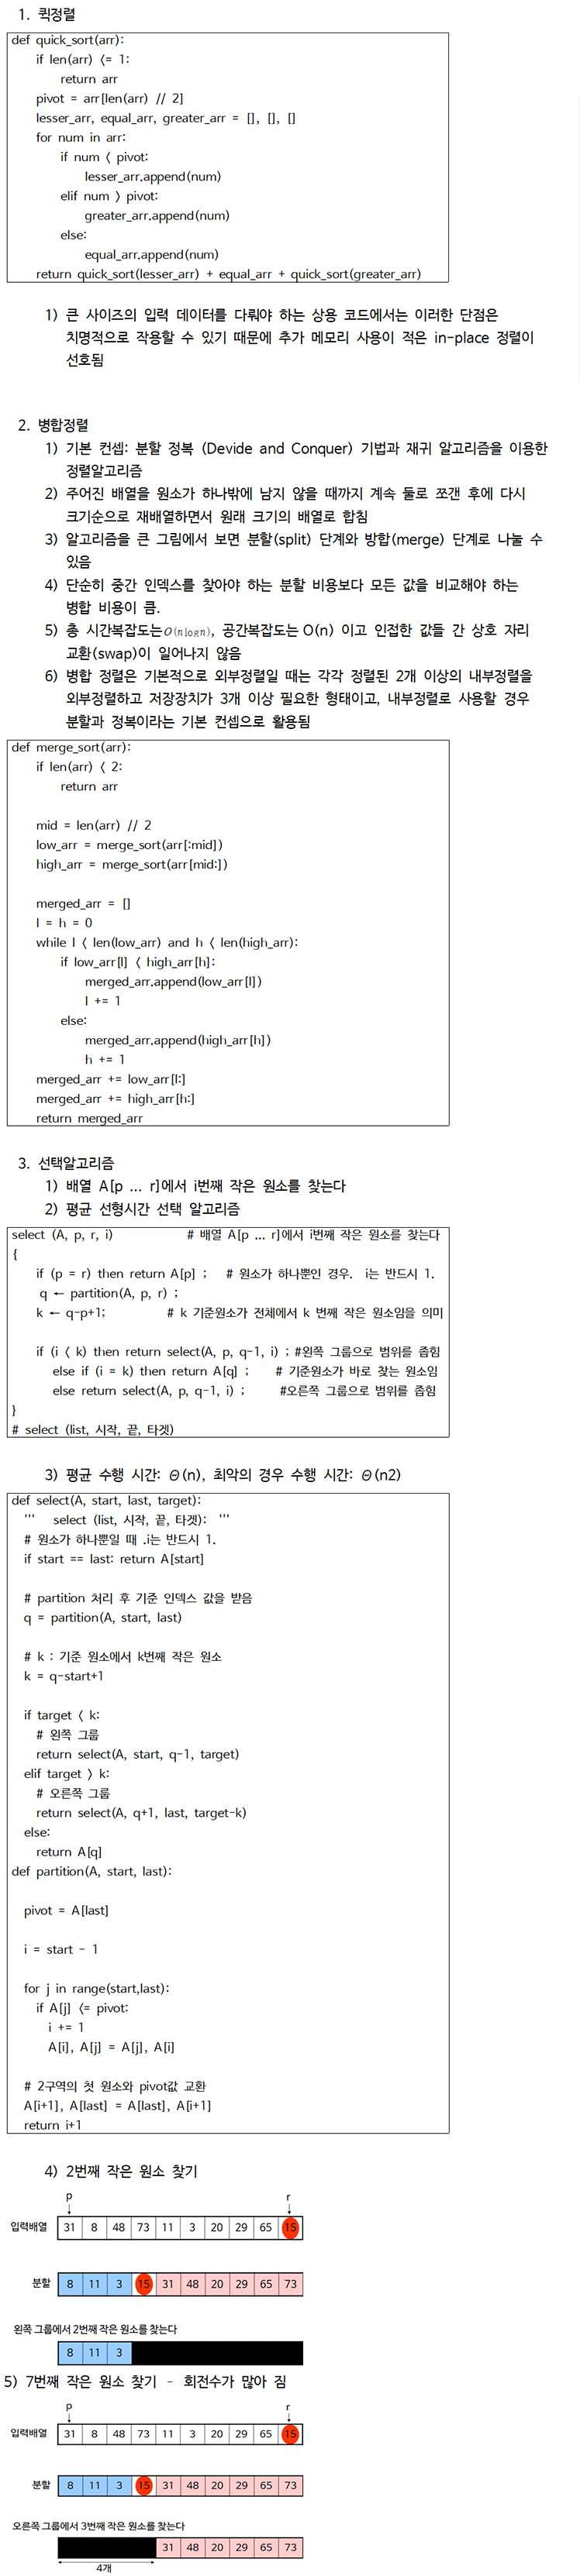 1. 퀵정렬
def quick_sort(arr):
if len(arr) <= 1:
return arr
pivot = arr[len(arr) // 2]
lesser_arr, equal_arr, greater_arr = [], [], []
for num in arr:
if num < pivot:
lesser_arr.append(num)
elif num > pivot:
greater_arr.append(num)
else:
equal_arr.append(num)
return quick_sort(lesser_arr) + equal_arr + quick_sort(greater_arr)
1) 큰 사이즈의 입력 데이터를 다뤄야 하는 상용 코드에서는 이러한 단점은
치명적으로 작용할 수 있기 때문에 추가 메모리 사용이 적은 in-place 정렬이
선호됨
2. 병합정렬
1) 기본 컨셉: 분할 정복 (Devide and Conquer) 기법과 재귀 알고리즘을 이용한
정렬알고리즘
2) 주어진 배열을 원소가 하나밖에 남지 않을 때까지 계속 둘로 쪼갠 후에 다시
크기순으로 재배열하면서 원래 크기의 배열로 합침
3) 알고리즘을 큰 그림에서 보면 분할(split) 단계와 방합(merge) 단계로 나눌 수
있음
4) 단순히 중간 인덱스를 찾아야 하는 분할 비용보다 모든 값을 비교해야 하는
병합 비용이 큼.
5) 총 시간복잡도는O(nlogn), 공간복잡도는 O(n) 이고 인접한 값들 간 상호 자리
교환(swap)이 일어나지 않음
6) 병합 정렬은 기본적으로 외부정렬일 때는 각각 정렬된 2개 이상의 내부정렬을
외부정렬하고 저장장치가 3개 이상 필요한 형태이고, 내부정렬로 사용할 경우
분할과 정복이라는 기본 컨셉으로 활용됨
def merge_sort(arr):
if len(arr) < 2:
return arr
mid = len(arr) // 2
low_arr = merge_sort(arr[:mid])
high_arr = merge_sort(arr[mid:])
merged_arr = []
l = h = 0
while l < len(low_arr) and h < len(high_arr):
if low_arr[l] < high_arr[h]:
merged_arr.append(low_arr[l])
l += 1
else:
merged_arr.append(high_arr[h])
h += 1
merged_arr += low_arr[l:]
merged_arr += high_arr[h:]
return merged_arr
3. 선택알고리즘
1) 배열 A[p ... r]에서 i번째 작은 원소를 찾는다
2) 평균 선형시간 선택 알고리즘
select (A, p, r, i) # 배열 A[p ... r]에서 i번째 작은 원소를 찾는다
{
if (p = r) then return A[p] ; # 원소가 하나뿐인 경우. i는 반드시 1.
q ← partition(A, p, r) ;
k ← q-p+1; # k 기준원소가 전체에서 k 번째 작은 원소임을 의미
if (i < k) then return select(A, p, q-1, i) ; #왼쪽 그룹으로 범위를 좁힘
else if (i = k) then return A[q] ; # 기준원소가 바로 찾는 원소임
else return select(A, p, q-1, i) ; #오른쪽 그룹으로 범위를 좁힘
}
# select (list, 시작, 끝, 타겟)
3) 평균 수행 시간: Θ(n), 최악의 경우 수행 시간: Θ(n2)
def select(A, start, last, target):
''' select (list, 시작, 끝, 타겟): '''
# 원소가 하나뿐일 때 .i는 반드시 1.
if start == last: return A[start]
# partition 처리 후 기준 인덱스 값을 받음
q = partition(A, start, last)
# k : 기준 원소에서 k번째 작은 원소
k = q-start+1
if target < k:
# 왼쪽 그룹
return select(A, start, q-1, target)
elif target > k:
# 오른쪽 그룹
return select(A, q+1, last, target-k)
else:
return A[q]
def partition(A, start, last):
pivot = A[last]
i = start - 1
for j in range(start,last):
if A[j] <= pivot:
i += 1
A[i], A[j] = A[j], A[i]
# 2구역의 첫 원소와 pivot값 교환
A[i+1], A[last] = A[last], A[i+1]
return i+1
4) 2번째 작은 원소 찾기
p r
입력배열 31 8 48 73 11 3 20 29 65 15
분할 8 11 3 15 31 48 20 29 65 73
왼쪽 그룹에서 2번째 작은 원소를 찾는다
8 11 3
5) 7번째 작은 원소 찾기 - 회전수가 많아 짐
p r
입력배열 31 8 48 73 11 3 20 29 65 15
분할 8 11 3 15 31 48 20 29 65 73
오른쪽 그룹에서 3번째 작은 원소를 찾는다
31 48 20 29 65 73
4개